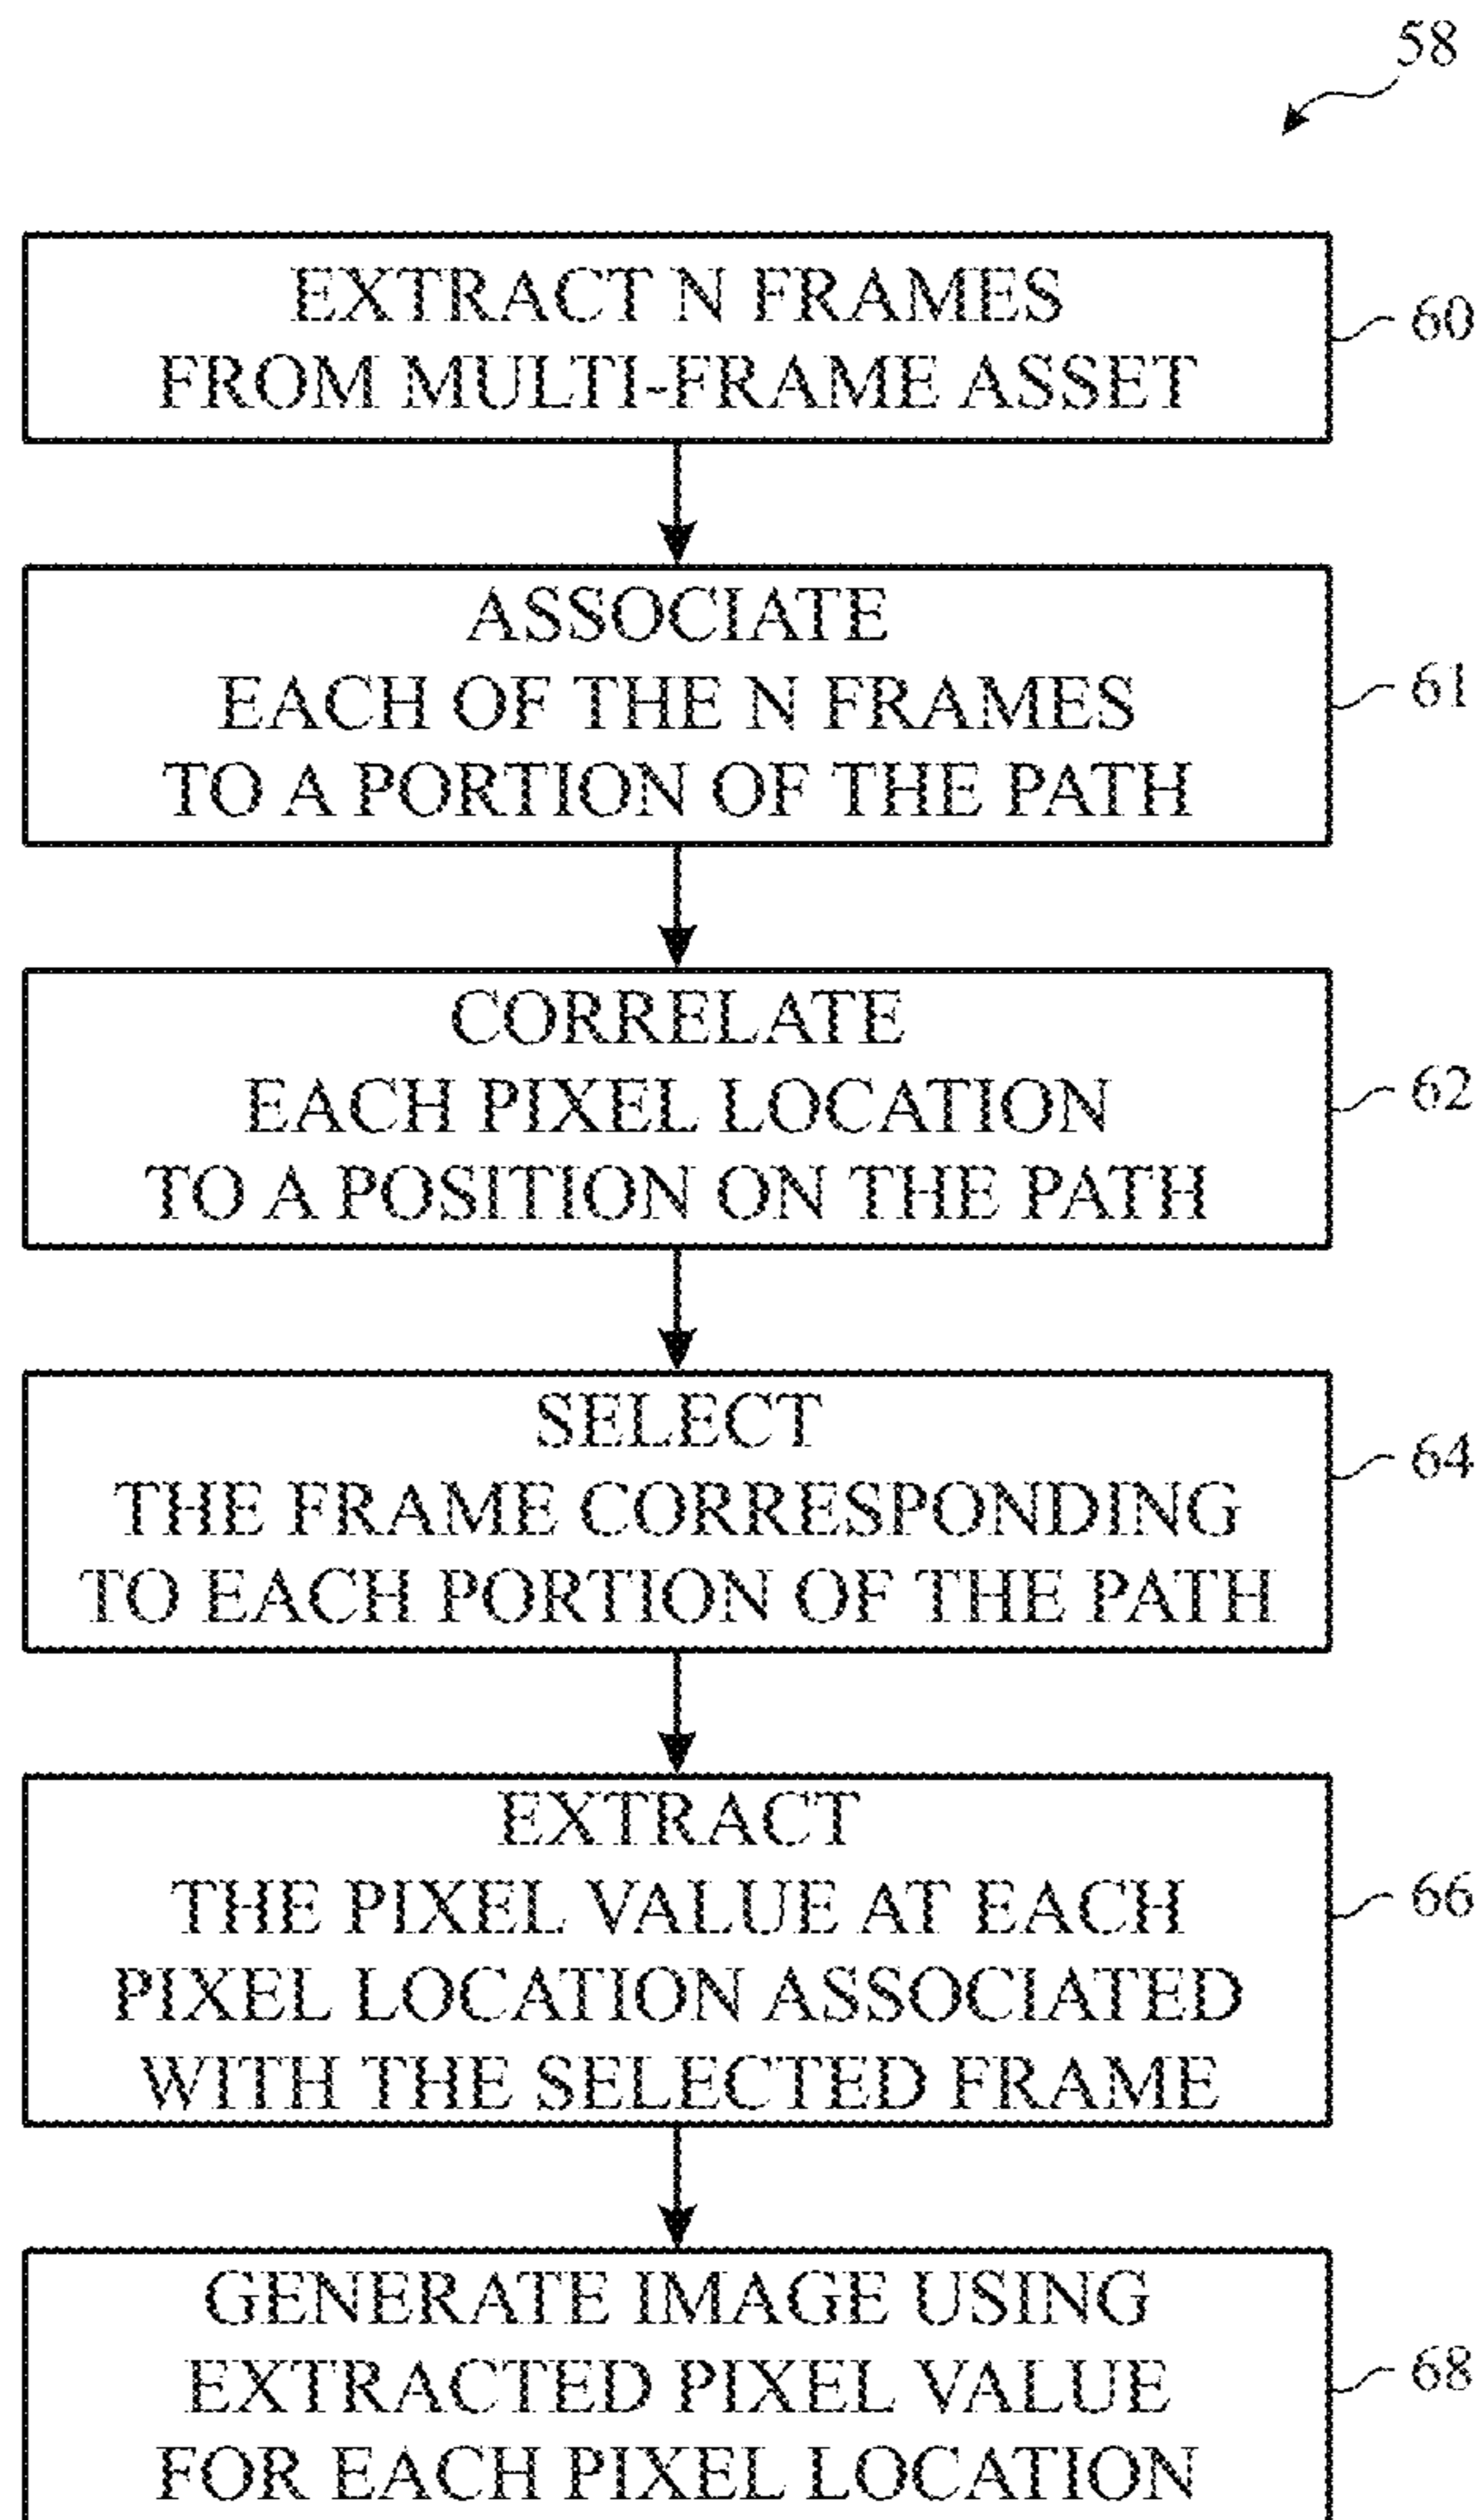 58
EXTRACT N FRAMES
FROM MULTI-FRAME ASSET
60
ASSOCIATE
EACH OF THE N FRAMES
TO A PORTION OF THE PATH
61
CORRELATE
EACH PIXEL LOCATION
TO A POSITION ON THE PATH
62
SELECT
THE FRAME CORRESPONDING
TO EACH PORTION OF THE PATH
64
EXTRACT
THE PIXEL VALUE AT EACH
PIXEL LOCATION ASSOCIATED
WITH THE SELECTED FRAME
66
GENERATE IMAGE USING
EXTRACTED PIXEL VALUE
FOR EACH PIXEL LOCATION
68